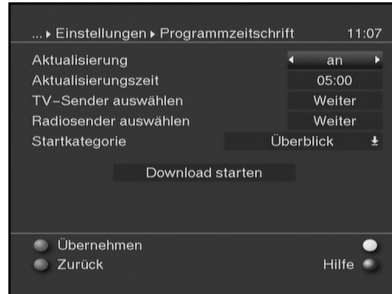 ... ▸ Einstellungen ▸ Programmzeitschrift 11:07
Aktualisierung an
Aktualisierungszeit 05:00
TV-Sender auswählen Weiter
Radiosender auswählen Weiter
Startkategorie Überblick
Download starten
Übernehmen
Zurück Hilfe